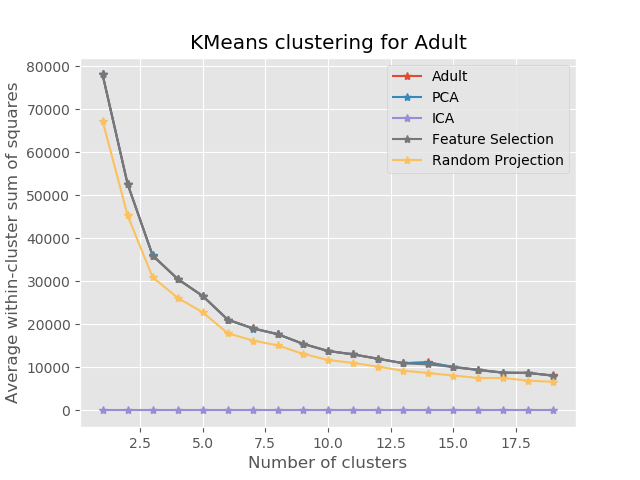 KMeans clustering for Adult
Average within-cluster sum of squares
80000
70000
60000
50000
40000
30000
20000
10000
0
Adult
PCA
ICA
Feature Selection
Random Projection
2.5 5.0 7.5 10.0 12.5 15.0 17.5
Number of clusters